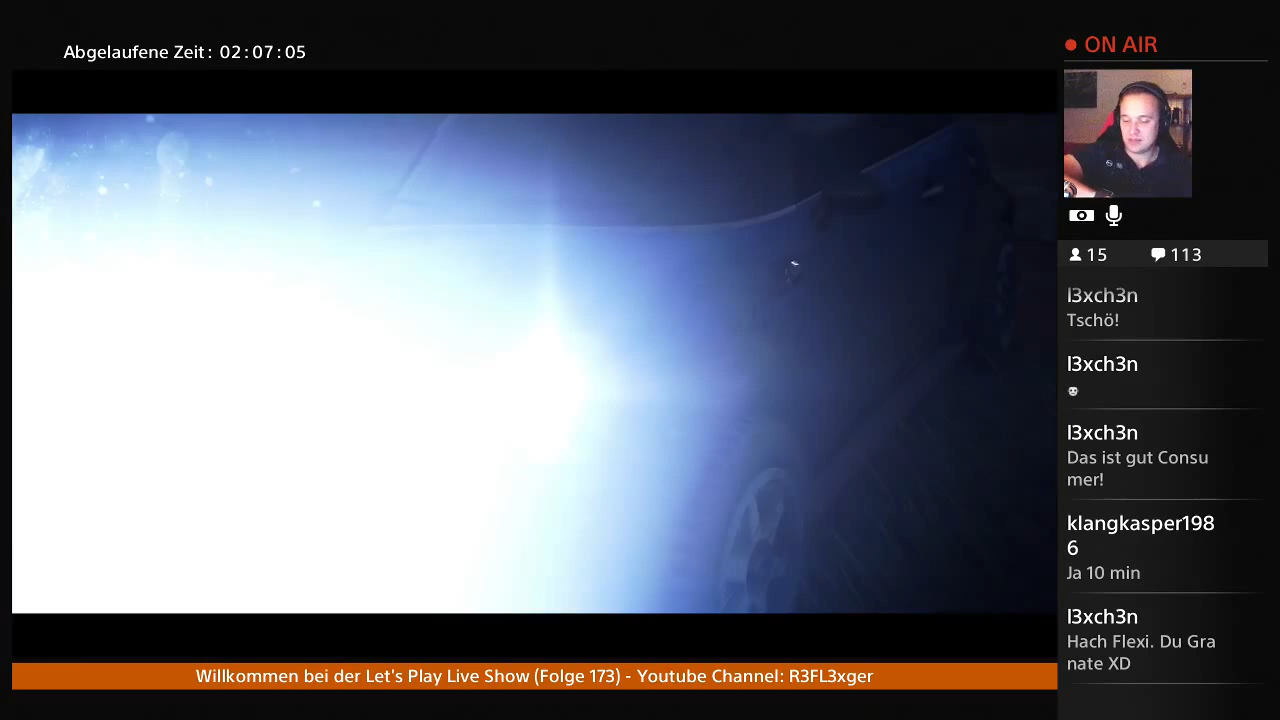 Abgelaufene Zeit: 02:07:05
ON AIR
15 113
l3xch3n
Tschö!
l3xch3n
l3xch3n
Das ist gut Consu
mer!
klangkasper198
6
Ja 10 min
l3xch3n
Hach Flexi. Du Gra
nate XD
Willkommen bei der Let's Play Live Show (Folge 173) - Youtube Channel: R3FL3xger